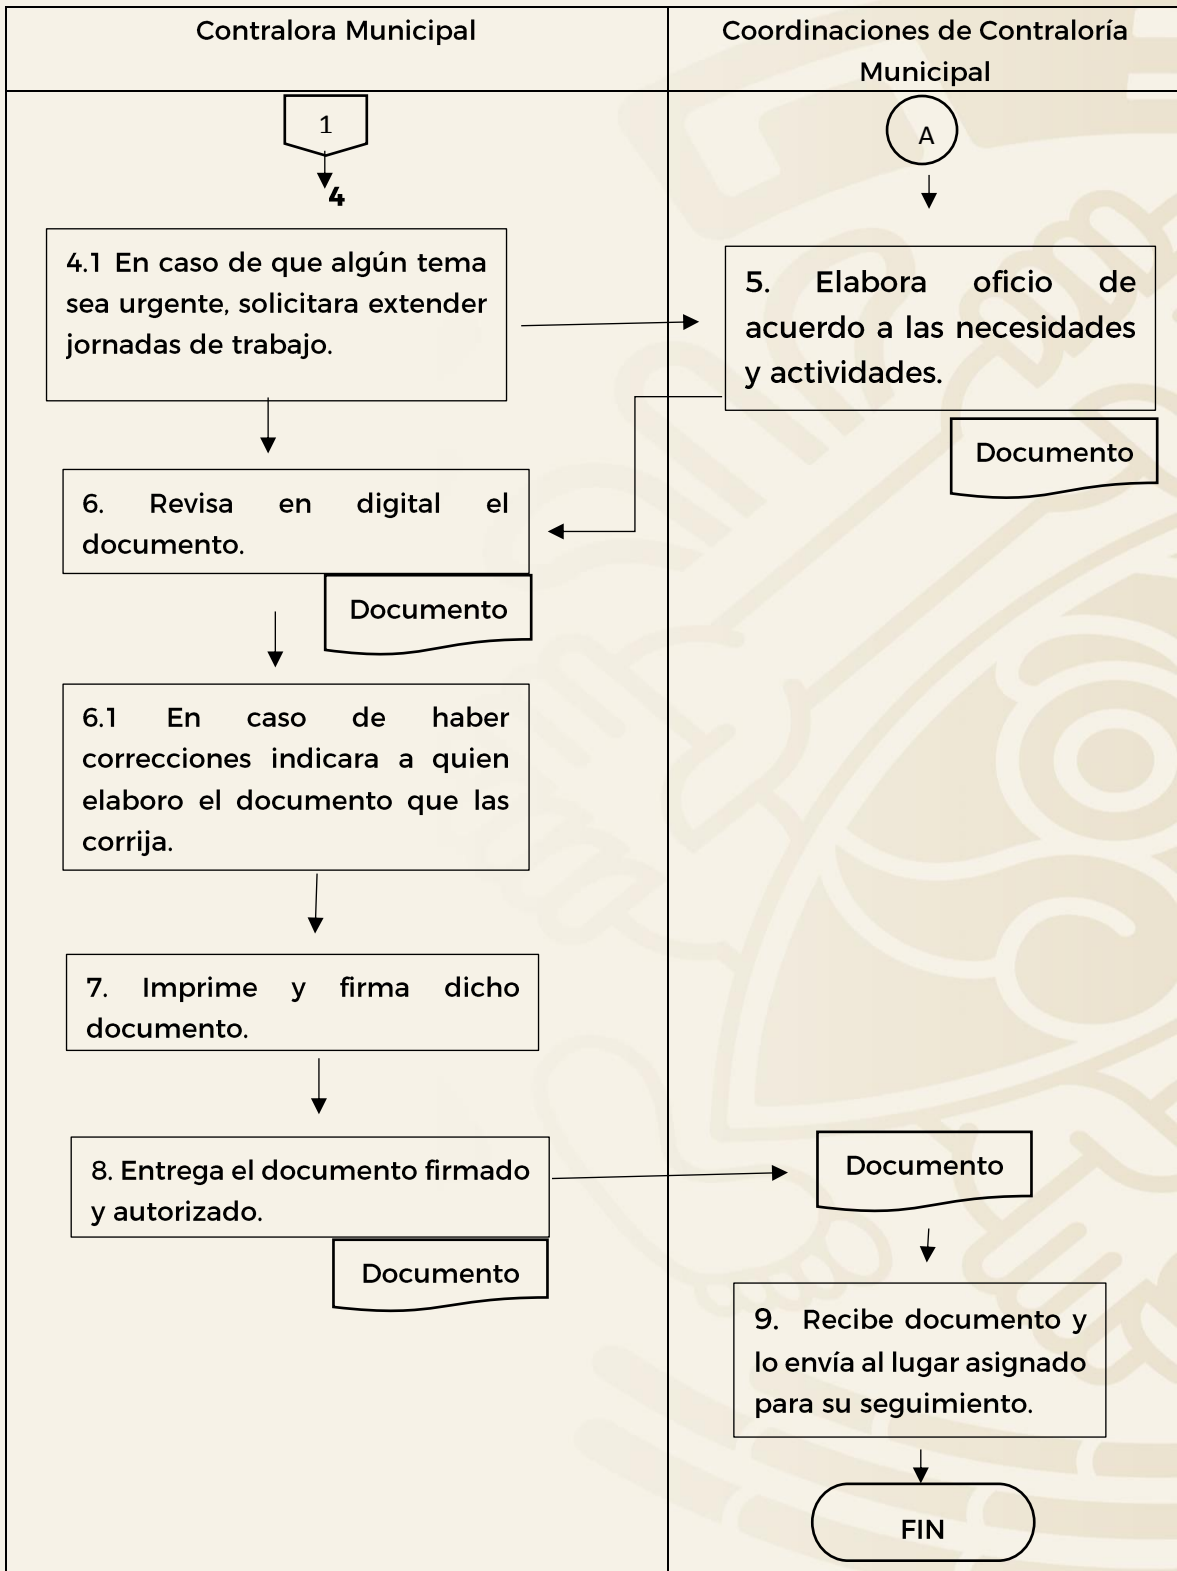 Contralora Municipal
Coordinaciones de Contraloría
Municipal
1
4
A
4.1 En caso de que algún tema
sea urgente, solicitara extender
jornadas de trabajo.
5. Elabora oficio de
acuerdo a las necesidades
y actividades.
Documento
6. Revisa en digital el
documento.
Documento
6.1 En caso de haber
correcciones indicara a quien
elaboro el documento que las
corrija.
7. Imprime y firma dicho
documento.
8. Entrega el documento firmado
y autorizado.
Documento
Documento
9. Recibe documento y
lo envía al lugar asignado
para su seguimiento.
FIN